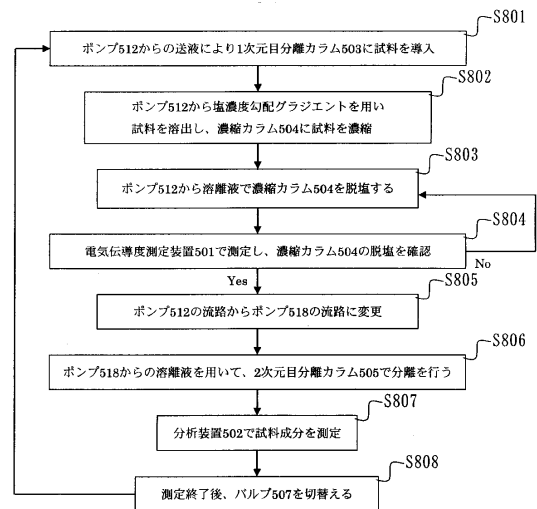 S801
ポンプ512からの送液により1次元目分離カラム503に試料を導入
S802
ポンプ512から塩濃度勾配グラジエントを用い
試料を溶出し、濃縮カラム504に試料を濃縮
S803
ポンプ512から溶離液で濃縮カラム504を脱塩する
S804
電気伝導度測定装置501で測定し、濃縮カラム504の脱塩を確認
No
Yes
S805
ポンプ512の流路からポンプ518の流路に変更
S806
ポンプ518からの溶離液を用いて、2次元目分離カラム505で分離を行う
S807
分析装置502で試料成分を測定
S808
測定終了後、バルブ507を切替える